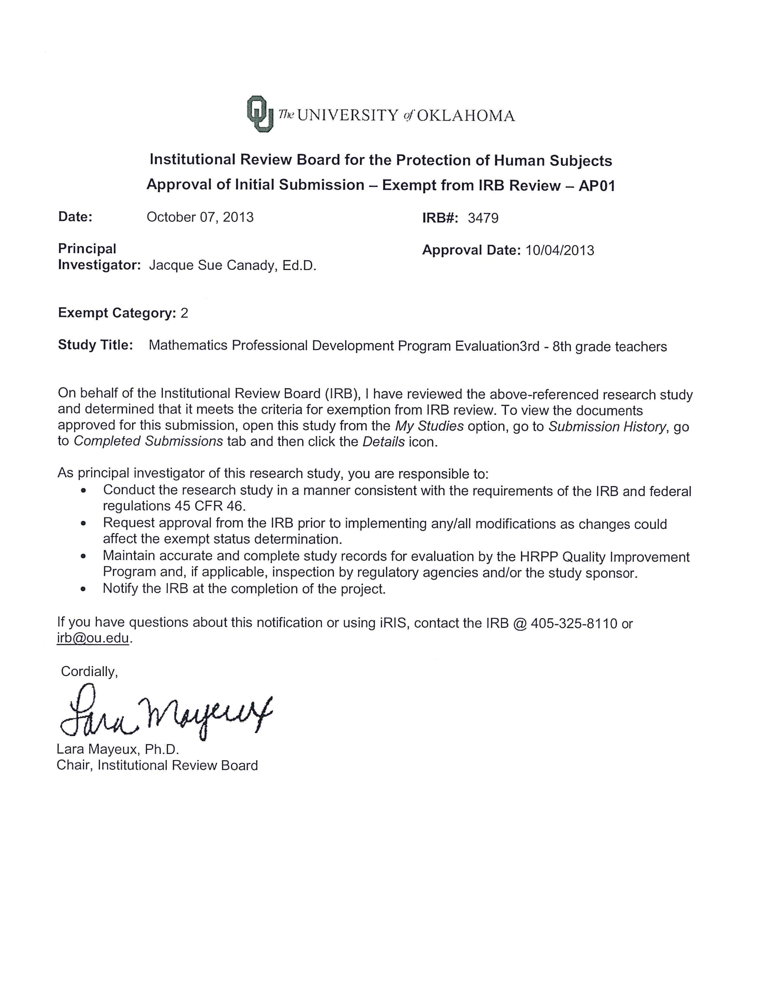 The UNIVERSITY of OKLAHOMA
Institutional Review Board for the Protection of Human Subjects
Approval of Initial Submission – Exempt from IRB Review – AP01
Date: October 07, 2013 IRB#: 3479
Principal Approval Date: 10/04/2013
Investigator: Jacque Sue Canady, Ed.D.
Exempt Category: 2
Study Title: Mathematics Professional Development Program Evaluation3rd - 8th grade teachers
On behalf of the Institutional Review Board (IRB), I have reviewed the above-referenced research study
and determined that it meets the criteria for exemption from IRB review. To view the documents
approved for this submission, open this study from the My Studies option, go to Submission History, go
to Completed Submissions tab and then click the Details icon.
As principal investigator of this research study, you are responsible to:
• Conduct the research study in a manner consistent with the requirements of the IRB and federal
regulations 45 CFR 46.
• Request approval from the IRB prior to implementing any/all modifications as changes could
affect the exempt status determination.
• Maintain accurate and complete study records for evaluation by the HRPP Quality Improvement
Program and, if applicable, inspection by regulatory agencies and/or the study sponsor.
• Notify the IRB at the completion of the project.
If you have questions about this notification or using iRIS, contact the IRB @ 405-325-8110 or
irb@ou.edu.
Cordially,
Lara Mayeux
Lara Mayeux, Ph.D.
Chair, Institutional Review Board